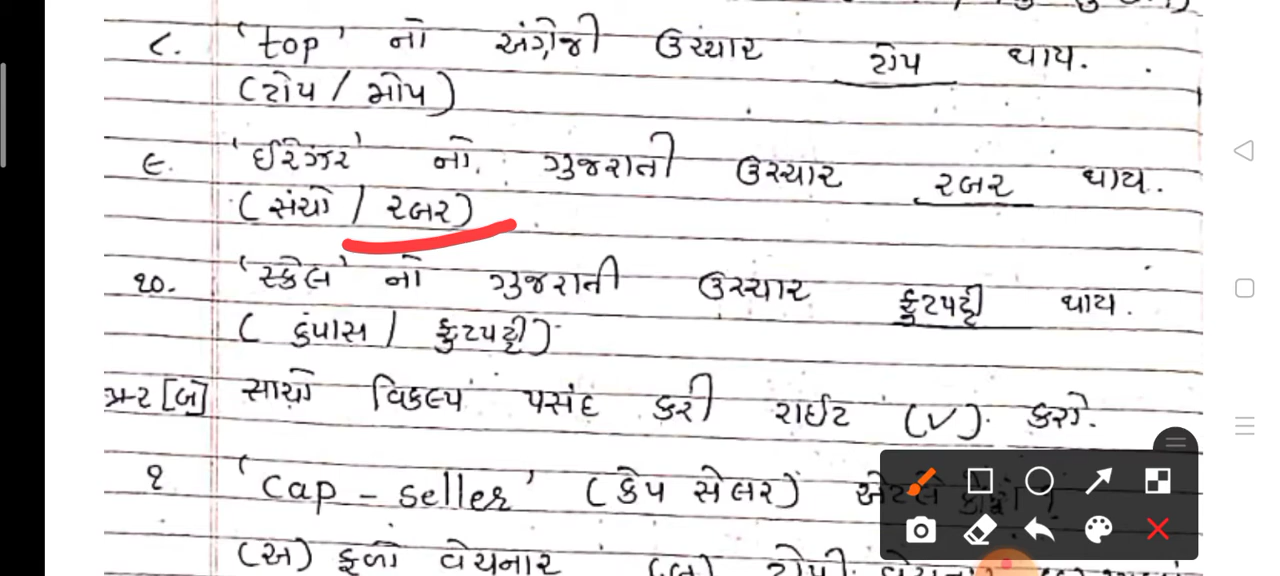 ૮. 'top' નો અંગ્રેજી ઉચ્ચાર ટોપ થાય.
(ટોપ / મોપ)
૯. 'ઈરેઝર' નો ગુજરાતી ઉચ્ચાર રબર થાય.
(સંચો / રબર)
૧૦. 'સ્કેલ' નો ગુજરાતી ઉચ્ચાર ફુટપટ્ટી થાય.
( કંપાસ / ફુટપટ્ટી)
પ્ર-૨ [બ] સાચો વિકલ્પ પસંદ કરી રાઈટ (√) કરો.
૧ 'cap - seller' (કેપ સેલર) એટલે
(અ) ફળો વેચનાર (બ) ટોપી